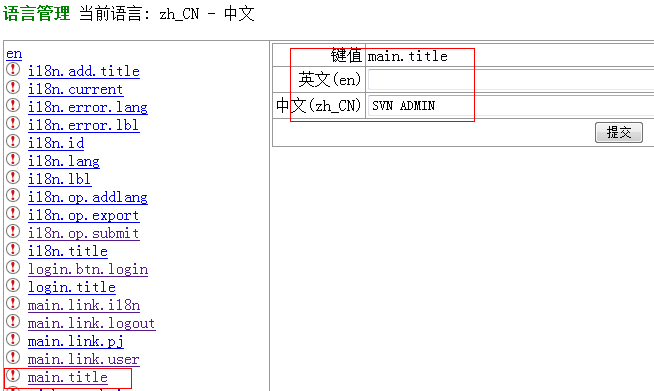 语言管理 当前语言: zh_CN - 中文
en
i18n.add.title
i18n.current
i18n.error.lang
i18n.error.lbl
i18n.id
i18n.lang
i18n.lbl
i18n.op.addlang
i18n.op.export
i18n.op.submit
i18n.title
login.btn.login
login.title
main.link.i18n
main.link.logout
main.link.pj
main.link.user
main.title
键值 main.title
英文(en)
中文(zh_CN) SVN ADMIN
提交